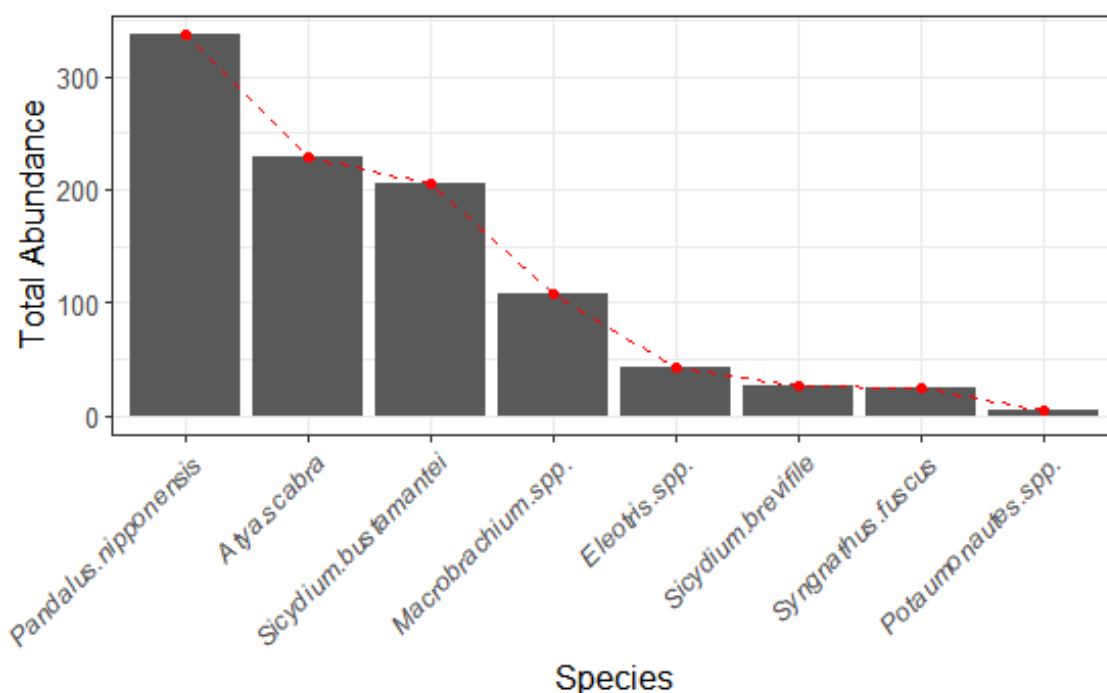 Total Abundance
300
200
100
0
Pandalus.nipponensis
Atya.scabra
Sicydium.bustamantei
Macrobrachium.spp.
Eleotris.spp.
Sicydium.brevifile
Syngnathus.fuscus
Potaumonautes.spp.
Species